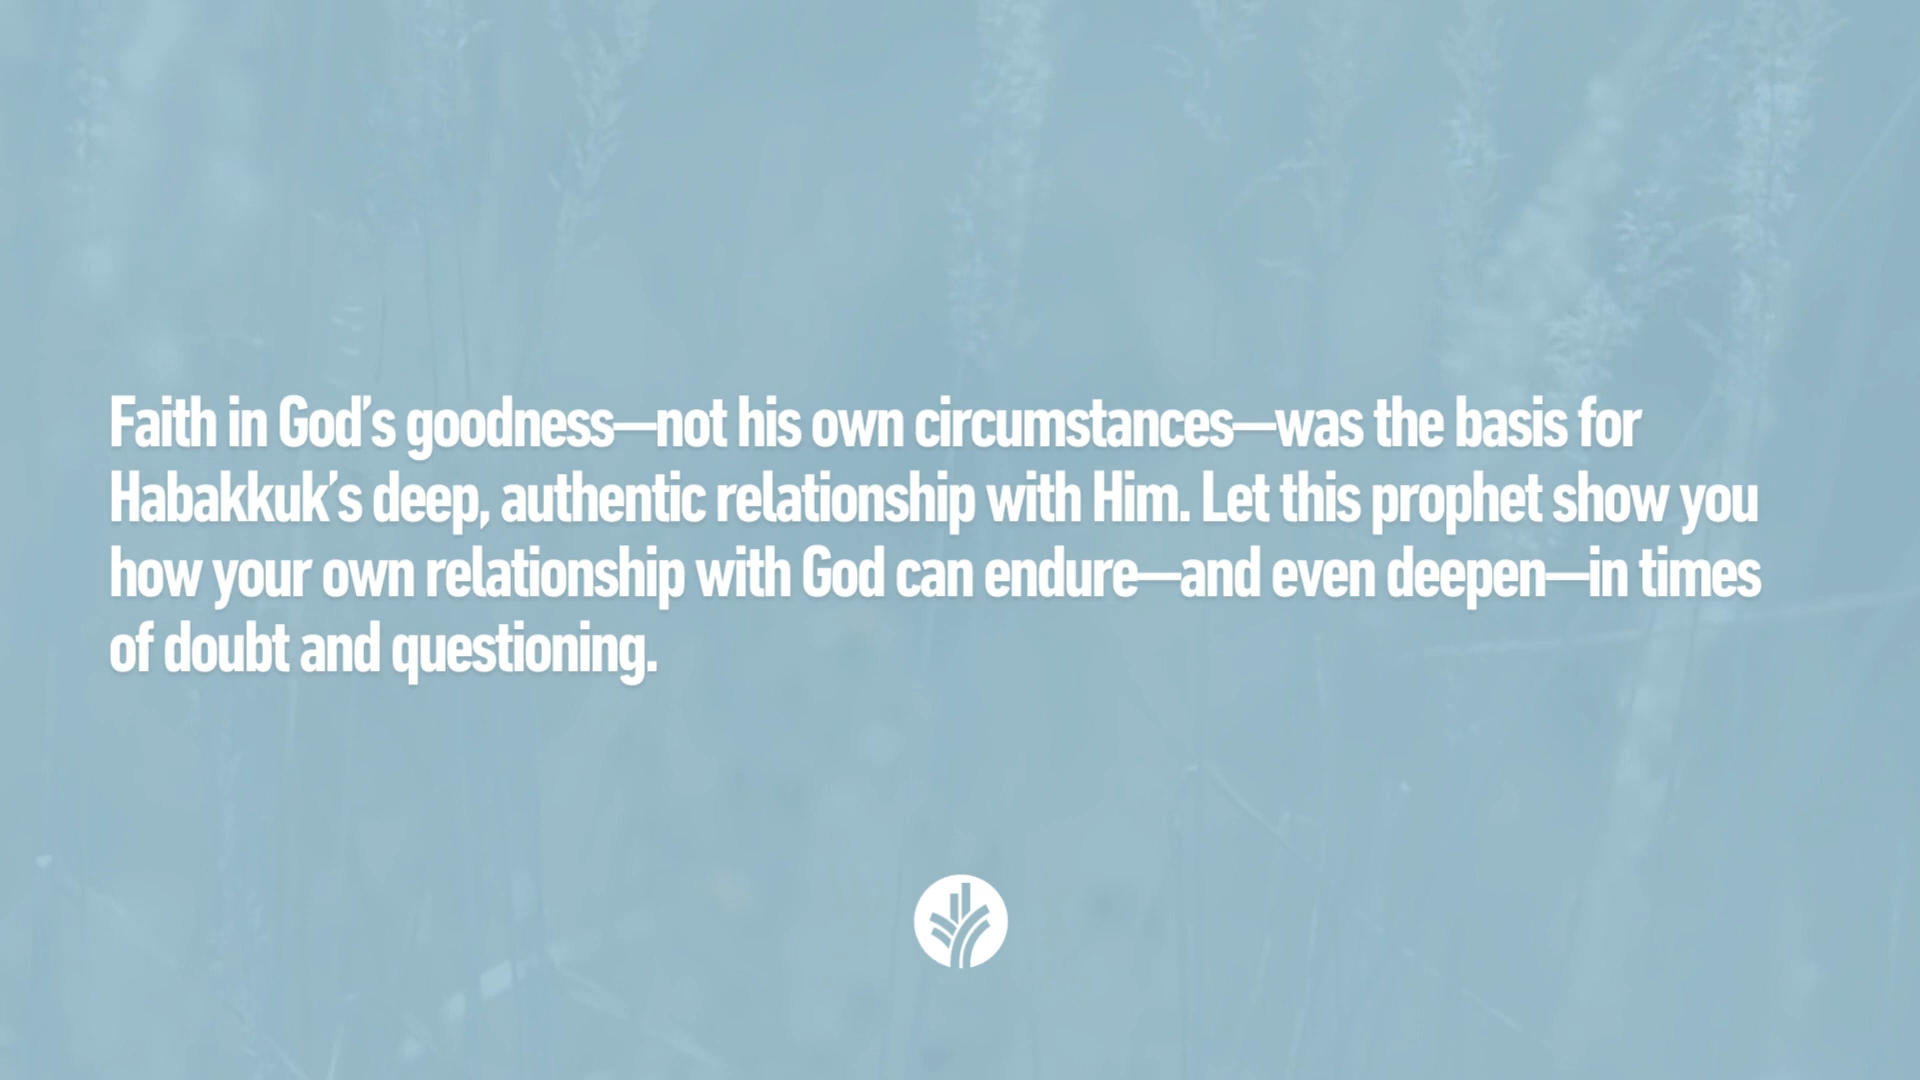 Faith in God’s goodness—not his own circumstances—was the basis for
Habakkuk’s deep, authentic relationship with Him. Let this prophet show you
how your own relationship with God can endure—and even deepen—in times
of doubt and questioning.